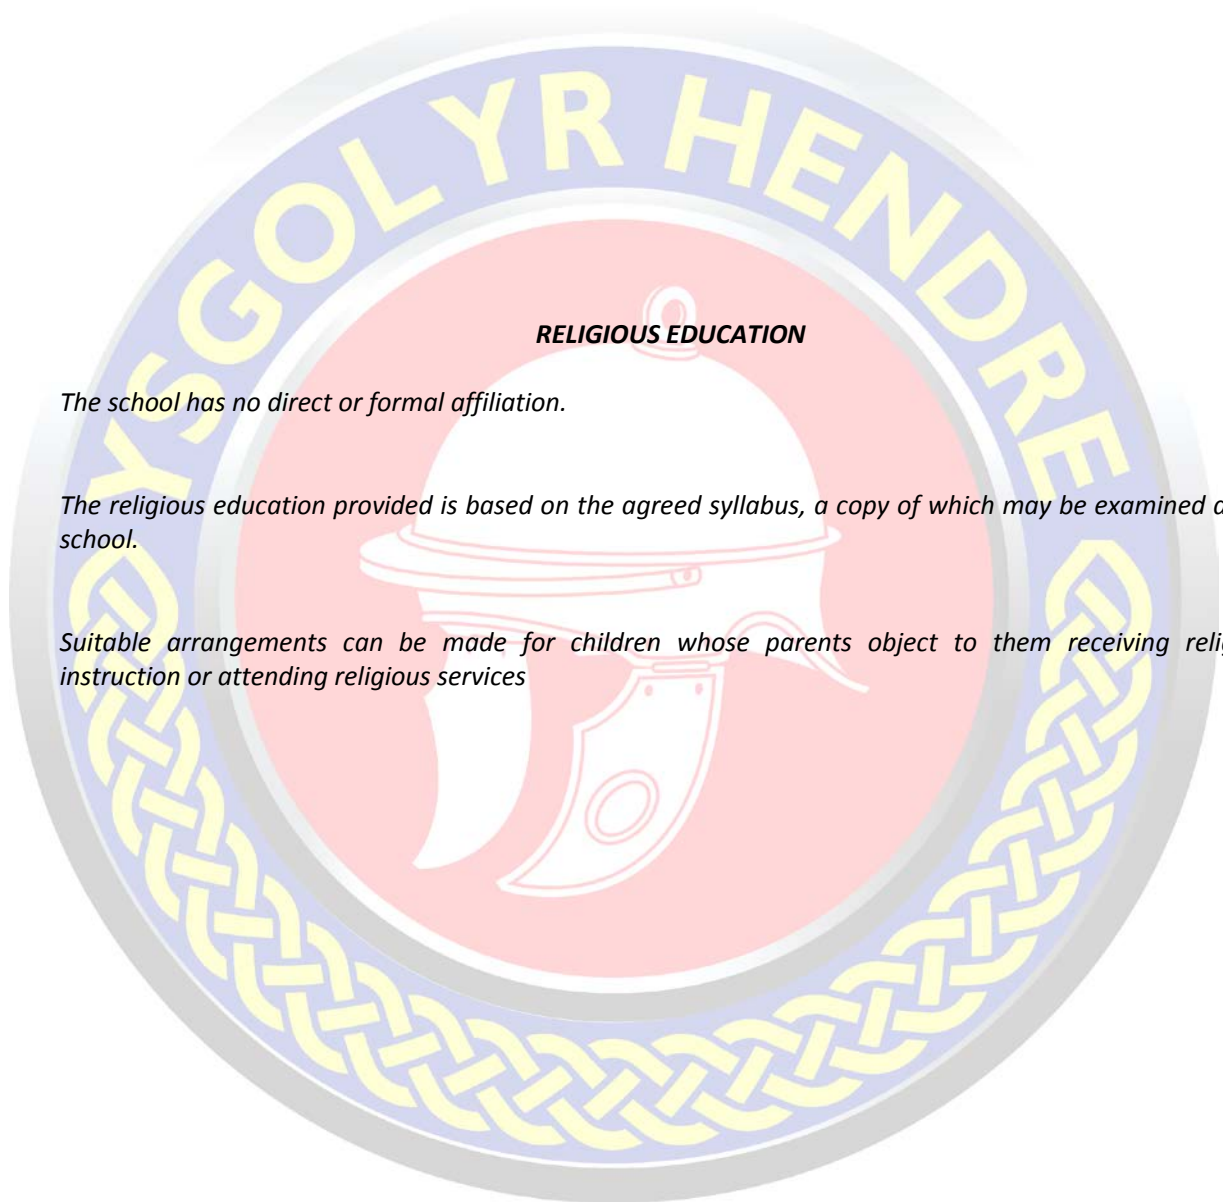 YSGOL YR HENDRE
RELIGIOUS EDUCATION
The school has no direct or formal affiliation.
The religious education provided is based on the agreed syllabus, a copy of which may be examined
school.
Suitable arrangements can be made for children whose parents object to them receiving
instruction or attending religious services